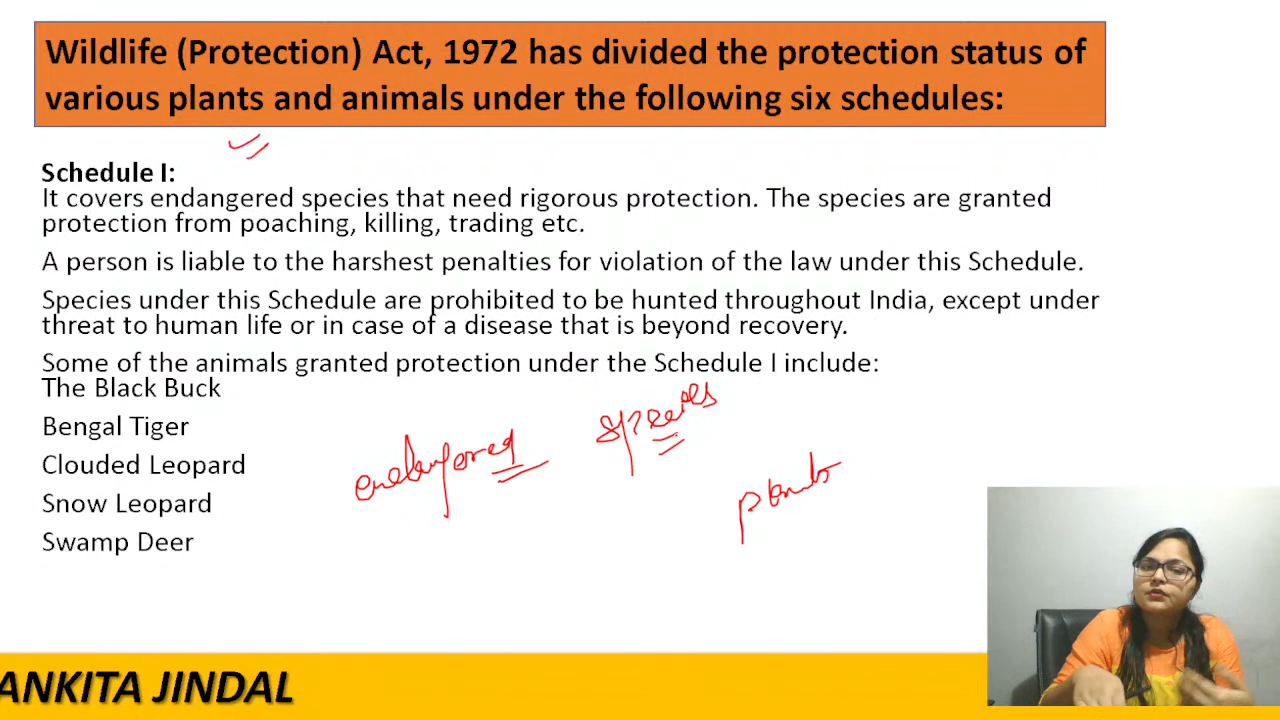 Wildlife (Protection) Act, 1972 has divided the protection status of
various plants and animals under the following six schedules:
Schedule I:
It covers endangered species that need rigorous protection. The species are granted
protection from poaching, killing, trading etc.
A person is liable to the harshest penalties for violation of the law under this Schedule.
Species under this Schedule are prohibited to be hunted throughout India, except under
threat to human life or in case of a disease that is beyond recovery.
Some of the animals granted protection under the Schedule I include:
The Black Buck
Bengal Tiger
Clouded Leopard
Snow Leopard
Swamp Deer
endangered species
plants
ANKITA JINDAL